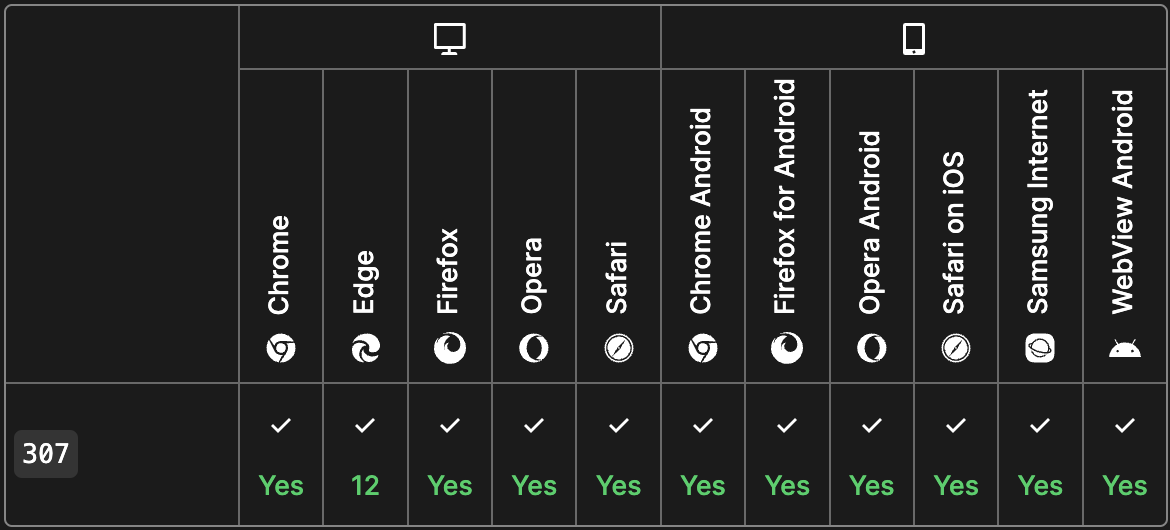 Chrome
Edge
Firefox
Opera
Safari
Chrome Android
Firefox for Android
Opera Android
Safari on iOS
Samsung Internet
WebView Android
307
Yes
12
Yes
Yes
Yes
Yes
Yes
Yes
Yes
Yes
Yes